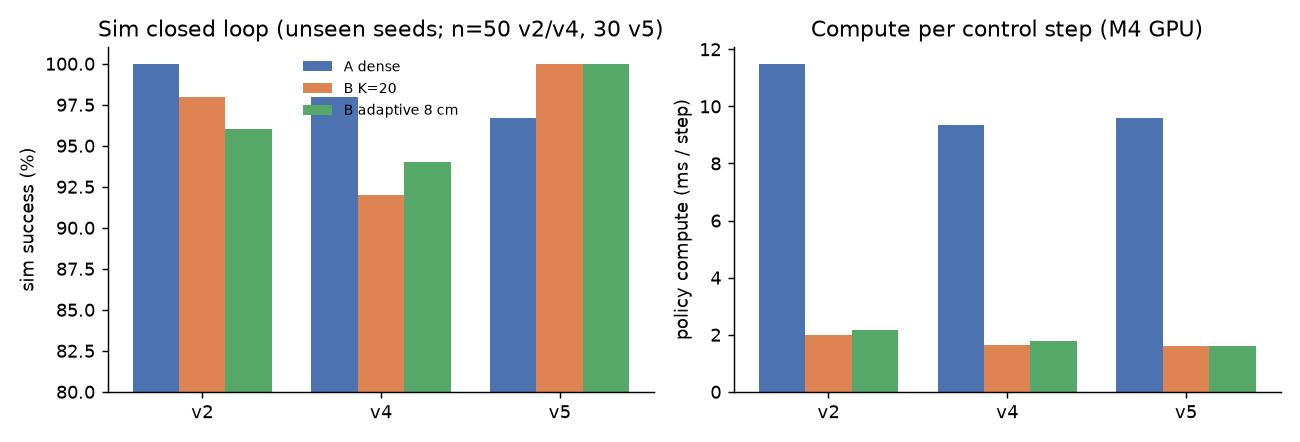 Sim closed loop (unseen seeds; n=50 v2/v4, 30 v5)
sim success (%)
100.0
97.5
95.0
92.5
90.0
87.5
85.0
82.5
80.0
A dense
B K=20
B adaptive 8 cm
v2
v4
v5
Compute per control step (M4 GPU)
policy compute (ms / step)
12
10
8
6
4
2
0
v2
v4
v5